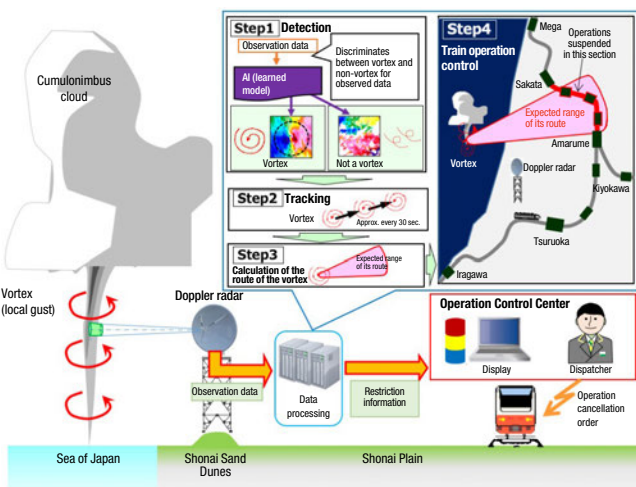 Cumulonimbus
cloud
Vortex
(local gust)
Doppler radar
Observation data
Sea of Japan
Shonai Sand
Dunes
Shonai Plain
Step1 Detection
Observation data
AI (learned
model)
Discriminates
between vortex and
non-vortex for
observed data
Vortex
Not a vortex
Step2 Tracking
Vortex
Approx. every 30 sec.
Step3
Calculation of the
route of the vortex
Expected range
of its route
Step4
Train operation
control
Mega
Operations
suspended
in this section
Sakata
Expected range
of its route
Vortex
Amarume
Doppler radar
Kiyokawa
Tsuruoka
Iragawa
Data
processing
Restriction
information
Operation Control Center
Display
Dispatcher
Operation
cancellation
order